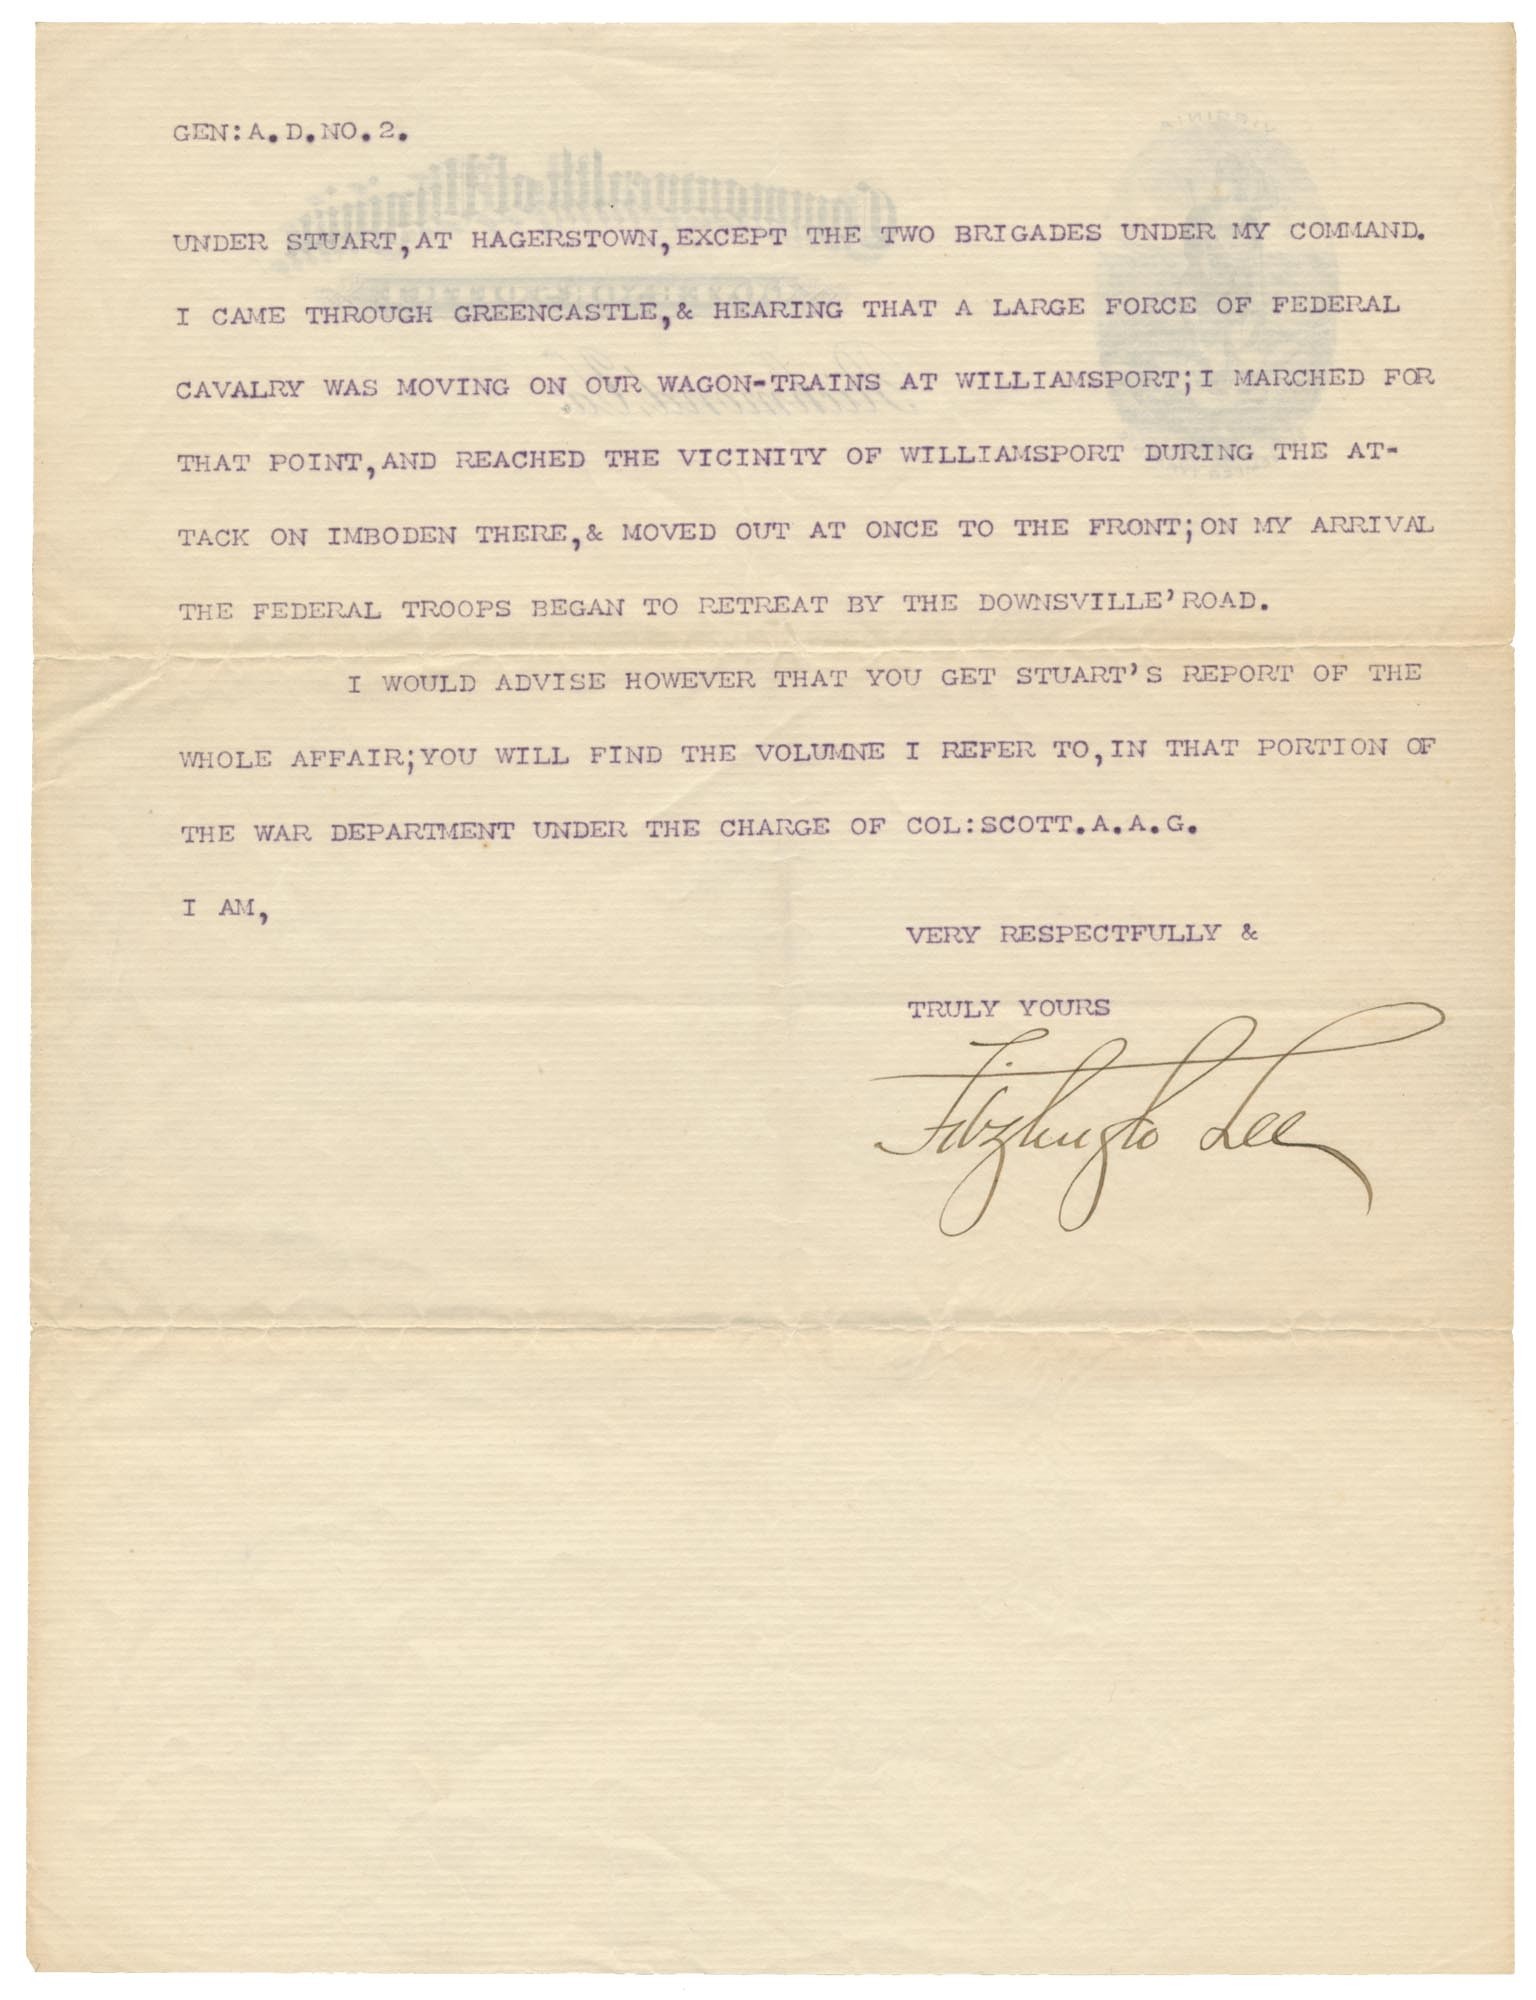 GEN:A.D.NO.2.
UNDER STUART,AT HAGERSTOWN,EXCEPT THE TWO BRIGADES UNDER MY COMMAND.
I CAME THROUGH GREENCASTLE,& HEARING THAT A LARGE FORCE OF FEDERAL
CAVALRY WAS MOVING ON OUR WAGON-TRAINS AT WILLIAMSPORT;I MARCHED FOR
THAT POINT,AND REACHED THE VICINITY OF WILLIAMSPORT DURING THE AT-
TACK ON IMBODEN THERE,& MOVED OUT AT ONCE TO THE FRONT;ON MY ARRIVAL
THE FEDERAL TROOPS BEGAN TO RETREAT BY THE DOWNSVILLE'ROAD.
I WOULD ADVISE HOWEVER THAT YOU GET STUART'S REPORT OF THE
WHOLE AFFAIR;YOU WILL FIND THE VOLUMNE I REFER TO,IN THAT PORTION OF
THE WAR DEPARTMENT UNDER THE CHARGE OF COL:SCOTT.A.A.G.
I AM,
VERY RESPECTFULLY &
TRULY YOURS
Fitzhugh Lee
Commonwealth of Virginia
VIRGINIA